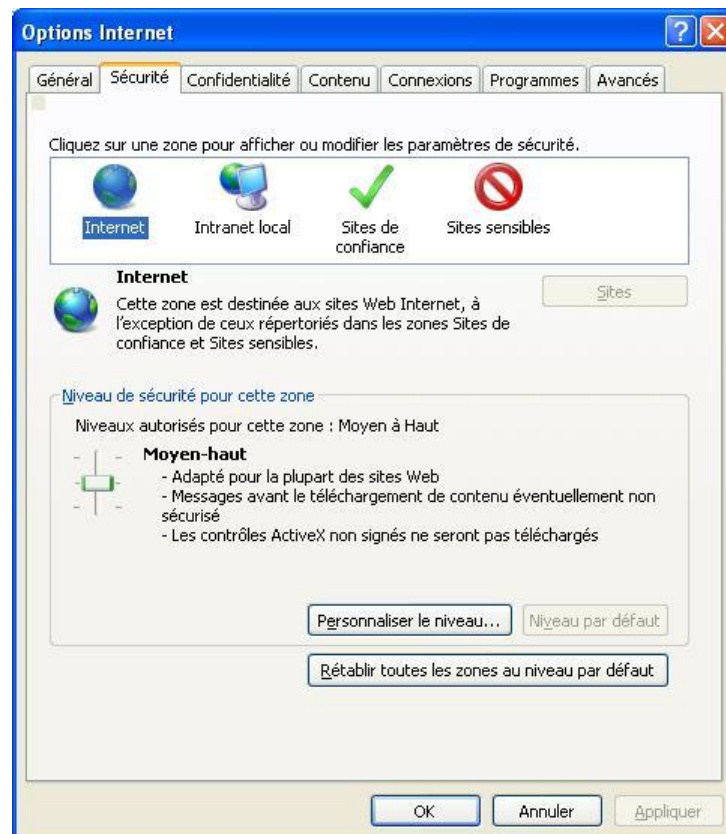 Options Internet
?
Général Sécurité Confidentialité Contenu Connexions Programmes Avancés
Cliquez sur une zone pour afficher ou modifier les paramètres de sécurité.
Internet Intranet local Sites de confiance Sites sensibles
Internet
Sites
Cette zone est destinée aux sites Web Internet, à
l'exception de ceux répertoriés dans les zones Sites de
confiance et Sites sensibles.
Niveau de sécurité pour cette zone
Niveaux autorisés pour cette zone : Moyen à Haut
Moyen-haut
- Adapté pour la plupart des sites Web
- Messages avant le téléchargement de contenu éventuellement non
sécurisé
- Les contrôles ActiveX non signés ne seront pas téléchargés
Personnaliser le niveau... Niveau par défaut
Rétablir toutes les zones au niveau par défaut
OK Annuler Appliquer